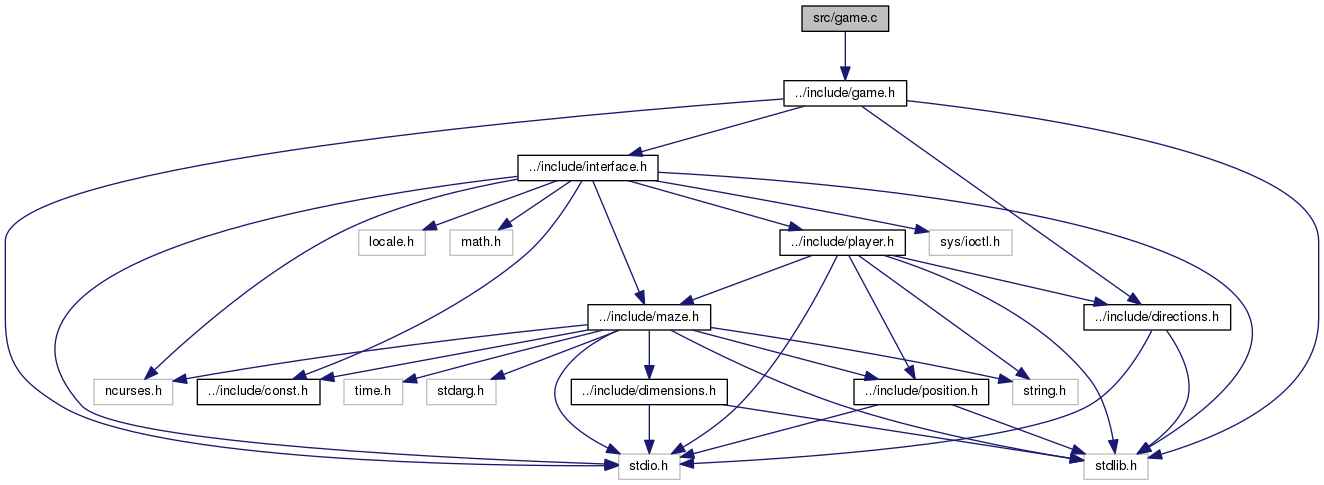 src/game.c
../include/game.h
../include/interface.h
locale.h
math.h
../include/player.h
sys/ioctl.h
../include/maze.h
../include/directions.h
ncurses.h
../include/const.h
time.h
stdarg.h
../include/dimensions.h
../include/position.h
string.h
stdio.h
stdlib.h